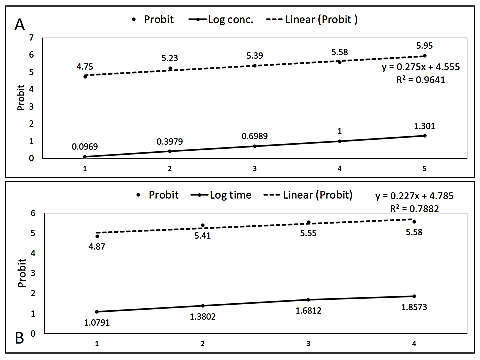 A
Probit Log conc. Linear (Probit )
7
6
5
4
3
2
1
0
Probit
4.75 5.23 5.39 5.58 5.95
y = 0.275x + 4.555
R² = 0.9641
0.0969 0.3979 0.6989 1 1.301
1 2 3 4 5
B
Probit Log time Linear (Probit)
y = 0.227x + 4.785
R² = 0.7882
6
5
4
3
2
1
0
Probit
4.87 5.41 5.55 5.58
1.0791 1.3802 1.6812 1.8573
1 2 3 4